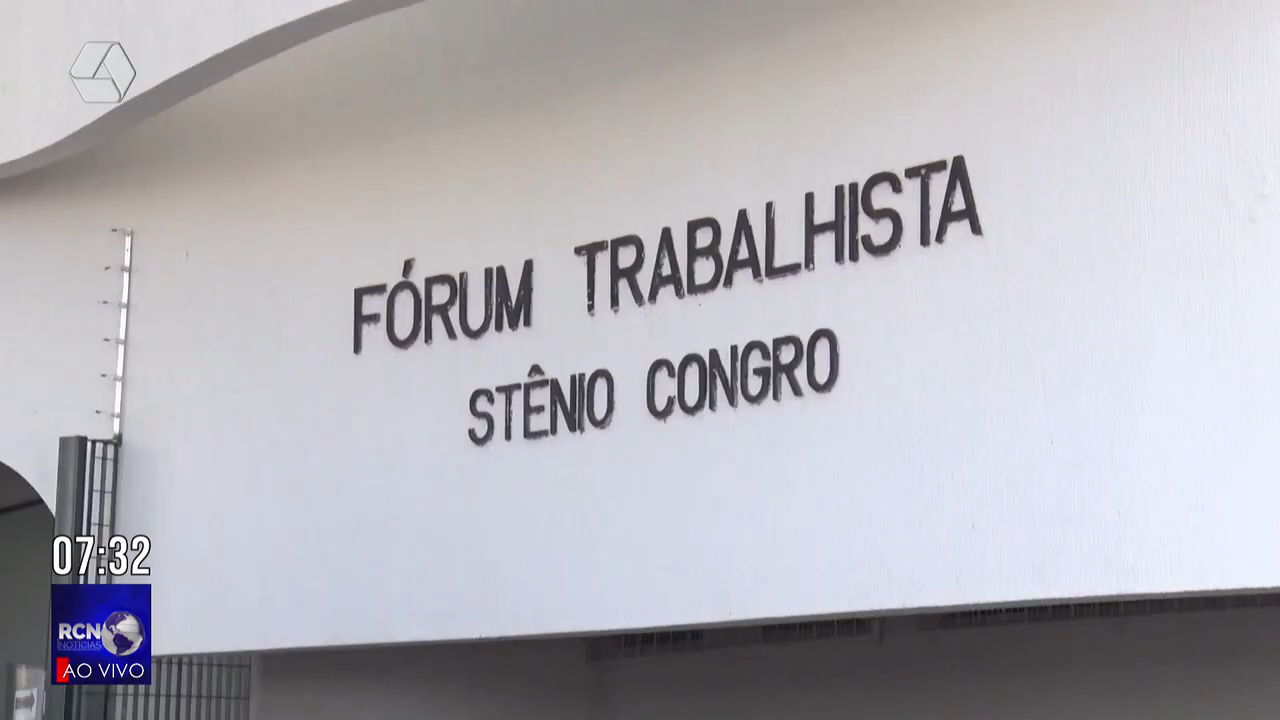 FÓRUM TRABALHISTA
STÊNIO CONGRO
07:32
RCN
NOTÍCIAS
AO VIVO